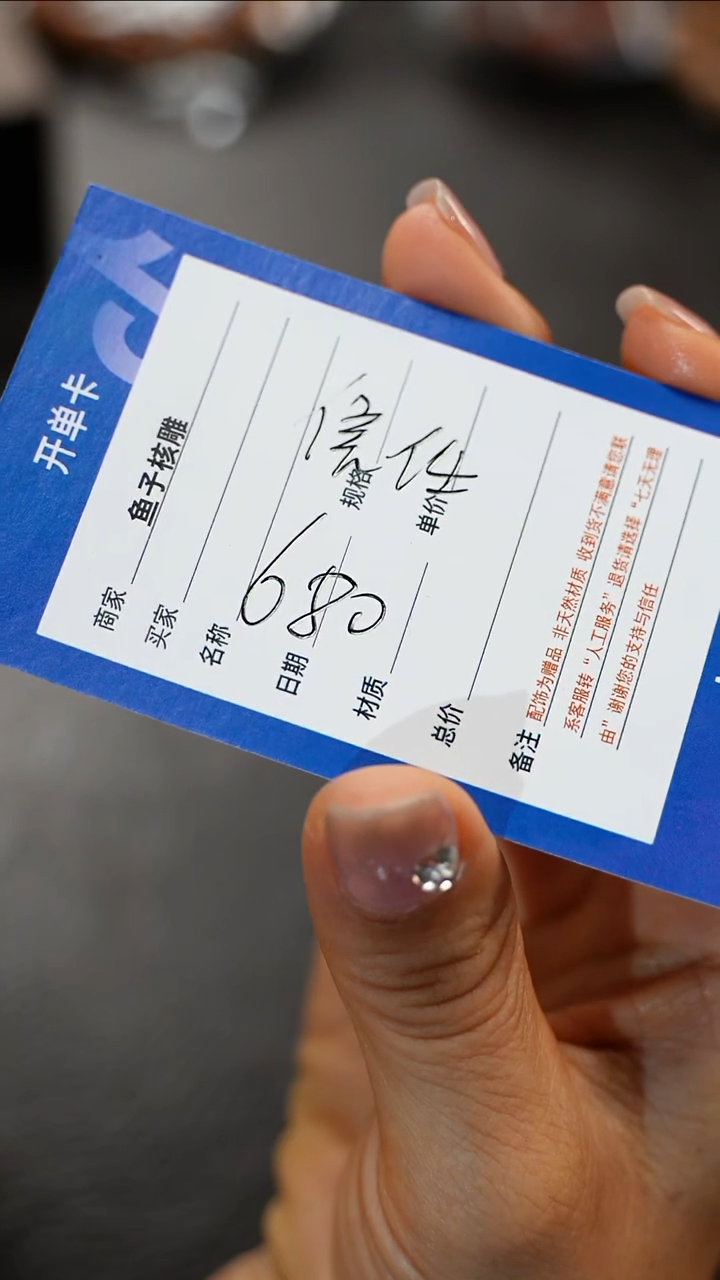 开单卡
商家 鱼子核雕
买家
名称
日期 规格
材质 单价
680
总价
备注 配饰为赠品 非天然材质 收到货不满意请您联
系客服转“人工服务”退货请选择“七天无理
由”谢谢您的支持与信任